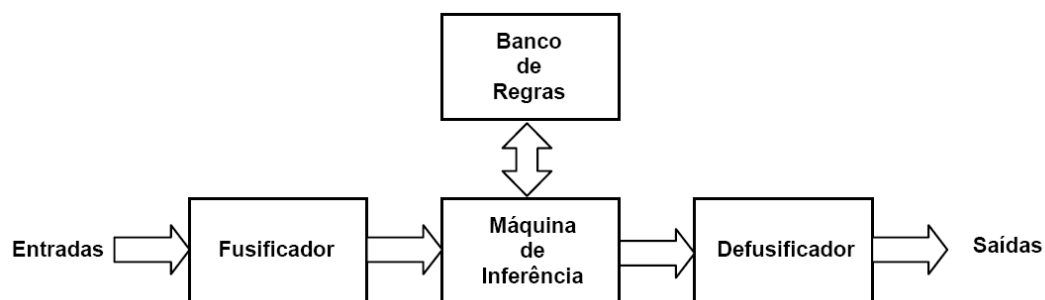 Banco
de
Regras
Entradas
Fusificador
Máquina
de
Inferência
Defusificador
Saídas